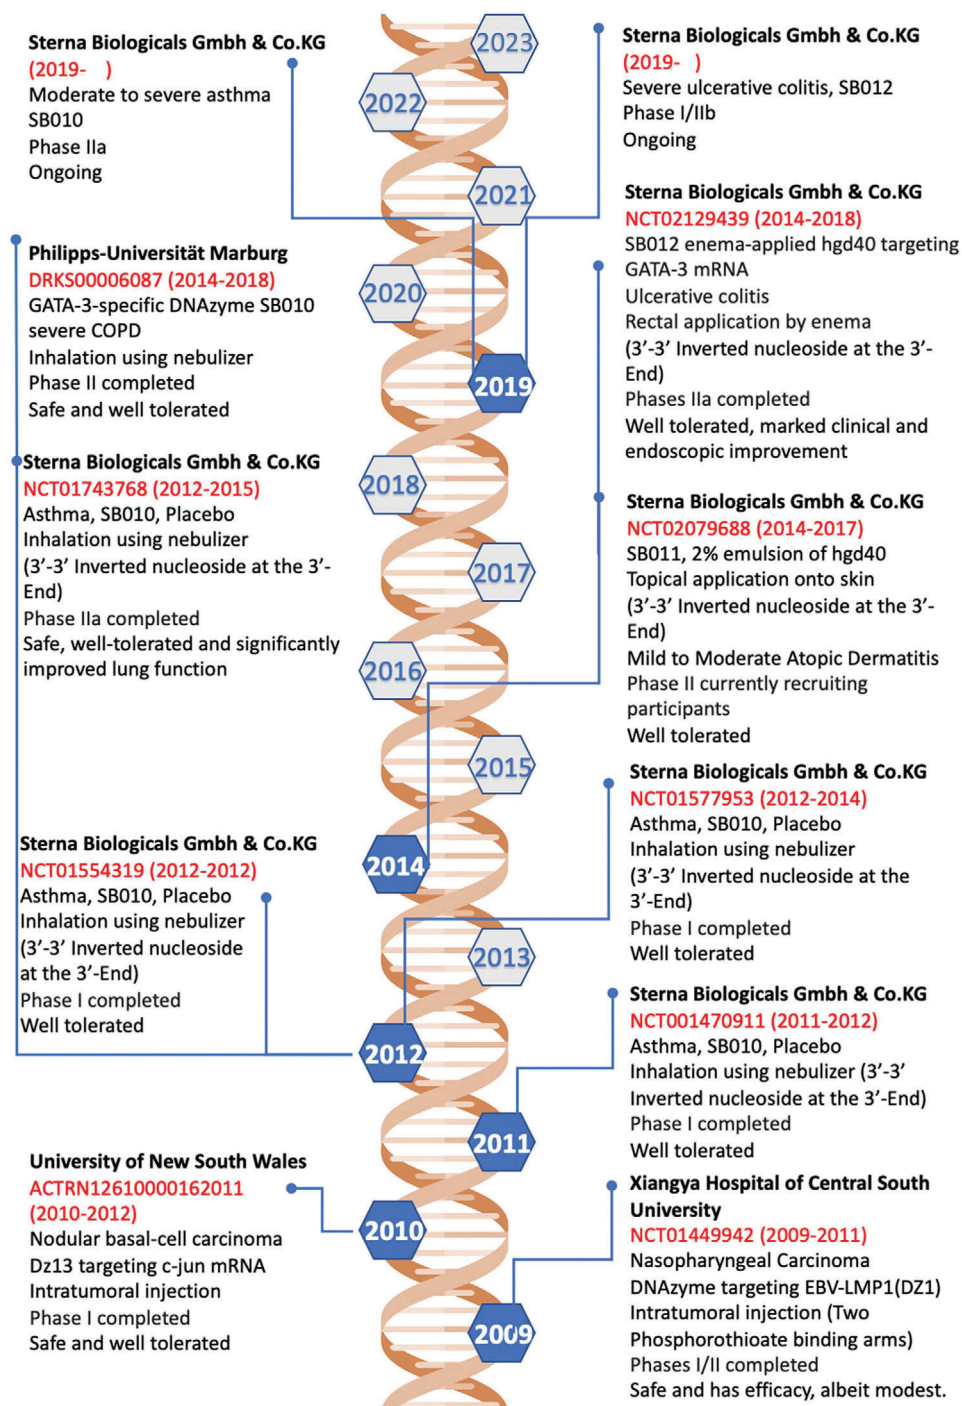 2023
Sterna Biologicals Gmbh & Co.KG
(2019-   )
Moderate to severe asthma
SB010
Phase IIa
Ongoing
Sterna Biologicals Gmbh & Co.KG
(2019-   )
Severe ulcerative colitis, SB012
Phase I/IIb
Ongoing
2022
2021
Sterna Biologicals Gmbh & Co.KG
NCT02129439 (2014-2018)
SB012 enema-applied hgd40 targeting
GATA-3 mRNA
Ulcerative colitis
Rectal application by enema
(3’-3’ Inverted nucleoside at the 3’-
End)
Phases IIa completed
Well tolerated, marked clinical and
endoscopic improvement
Philipps-Universität Marburg
DRKS00006087 (2014-2018)
GATA-3-specific DNAzyme SB010
severe COPD
Inhalation using nebulizer
Phase II completed
Safe and well tolerated
2020
2019
Sterna Biologicals Gmbh & Co.KG
NCT01743768 (2012-2015)
Asthma, SB010, Placebo
Inhalation using nebulizer
(3’-3’ Inverted nucleoside at the 3’-
End)
Phase IIa completed
Safe, well-tolerated and significantly
improved lung function
2018
Sterna Biologicals Gmbh & Co.KG
NCT02079688 (2014-2017)
SB011, 2% emulsion of hgd40
Topical application onto skin
(3’-3’ Inverted nucleoside at the 3’-
End)
Mild to Moderate Atopic Dermatitis
Phase II currently recruiting
participants
Well tolerated
2017
2016
2015
Sterna Biologicals Gmbh & Co.KG
NCT01577953 (2012-2014)
Asthma, SB010, Placebo
Inhalation using nebulizer
(3’-3’ Inverted nucleoside at the
3’-End)
Phase I completed
Well tolerated
Sterna Biologicals Gmbh & Co.KG
NCT01554319 (2012-2012)
Asthma, SB010, Placebo
Inhalation using nebulizer
(3’-3’ Inverted nucleoside
at the 3’-End)
Phase I completed
Well tolerated
2014
2013
Sterna Biologicals Gmbh & Co.KG
NCT001470911 (2011-2012)
Asthma, SB010, Placebo
Inhalation using nebulizer (3’-3’
Inverted nucleoside at the 3’-End)
Phase I completed
Well tolerated
2012
2011
University of New South Wales
ACTRN12610000162011
(2010-2012)
Nodular basal-cell carcinoma
Dz13 targeting c-jun mRNA
Intratumoral injection
Phase I completed
Safe and well tolerated
2010
Xiangya Hospital of Central South
University
NCT01449942 (2009-2011)
Nasopharyngeal Carcinoma
DNAzyme targeting EBV-LMP1(DZ1)
Intratumoral injection (Two
Phosphorothioate binding arms)
Phases I/II completed
Safe and has efficacy, albeit modest.
2009